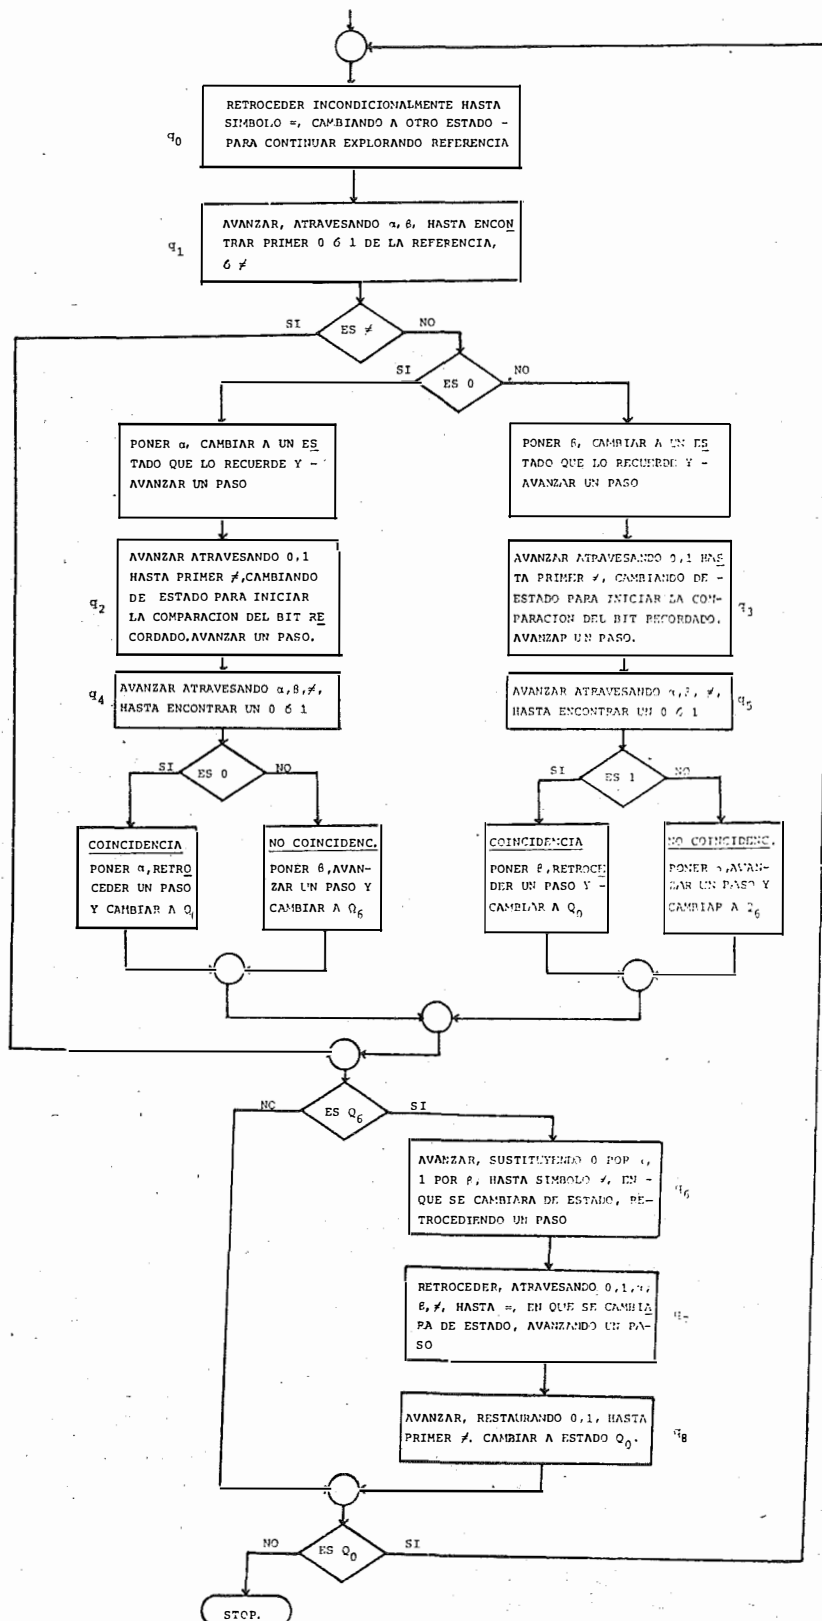 RETROCEDER INCONDICIONALMENTE HASTA
SIMBOLO =, CAMBIANDO A OTRO ESTADO -
PARA CONTINUAR EXPLORANDO REFERENCIA
q0
AVANZAR, ATRAVESANDO α, β, HASTA ENCON
TRAR PRIMER 0 ó 1 DE LA REFERENCIA,
ó ≠
q1
SI
ES ≠
NO
SI
ES 0
NO
PONER α, CAMBIAR A UN ES
TADO QUE LO RECUERDE Y -
AVANZAR UN PASO
PONER β, CAMBIAR A UN ES
TADO QUE LO RECUERDE Y -
AVANZAR UN PASO
AVANZAR ATRAVESANDO 0,1
HASTA PRIMER ≠,CAMBIANDO
DE ESTADO PARA INICIAR
LA COMPARACION DEL BIT RE
CORDADO.AVANZAR UN PASO.
q2
AVANZAR ATRAVESANDO 0,1 HAS
TA PRIMER ≠, CAMBIANDO DE -
ESTADO PARA INICIAR LA COM-
PARACION DEL BIT RECORDADO.
AVANZAR UN PASO.
q3
q4
AVANZAR ATRAVESANDO α,β,≠,
HASTA ENCONTRAR UN 0 ó 1
AVANZAR ATRAVESANDO α,β, ≠,
HASTA ENCONTRAR UN 0 ó 1
q5
SI
ES 0
NO
SI
ES 1
NO
COINCIDENCIA
PONER α,RETRO
CEDER UN PASO
Y CAMBIAR A Q
NO COINCIDENC.
PONER β,AVAN-
ZAR UN PASO Y
CAMBIAR A Q6
COINCIDENCIA
PONER β,RETROCE
DER UN PASO Y -
CAMBIAR A Q0
NO COINCIDENC.
PONER α,AVAN-
ZAR UN PASO Y
CAMBIAR A Q6
NO
ES Q6
SI
AVANZAR, SUSTITUYENDO 0 POR α,
1 POR β, HASTA SIMBOLO ≠, EN -
QUE SE CAMBIARA DE ESTADO, RE-
TROCEDIENDO UN PASO
q6
RETROCEDER, ATRAVESANDO 0,1,α,
β,≠, HASTA =, EN QUE SE CAMBIA
RA DE ESTADO, AVANZANDO UN PA-
SO
q7
AVANZAR, RESTAURANDO 0,1, HASTA
PRIMER ≠. CAMBIAR A ESTADO Q0.
q8
NO
ES Q0
SI
STOP.